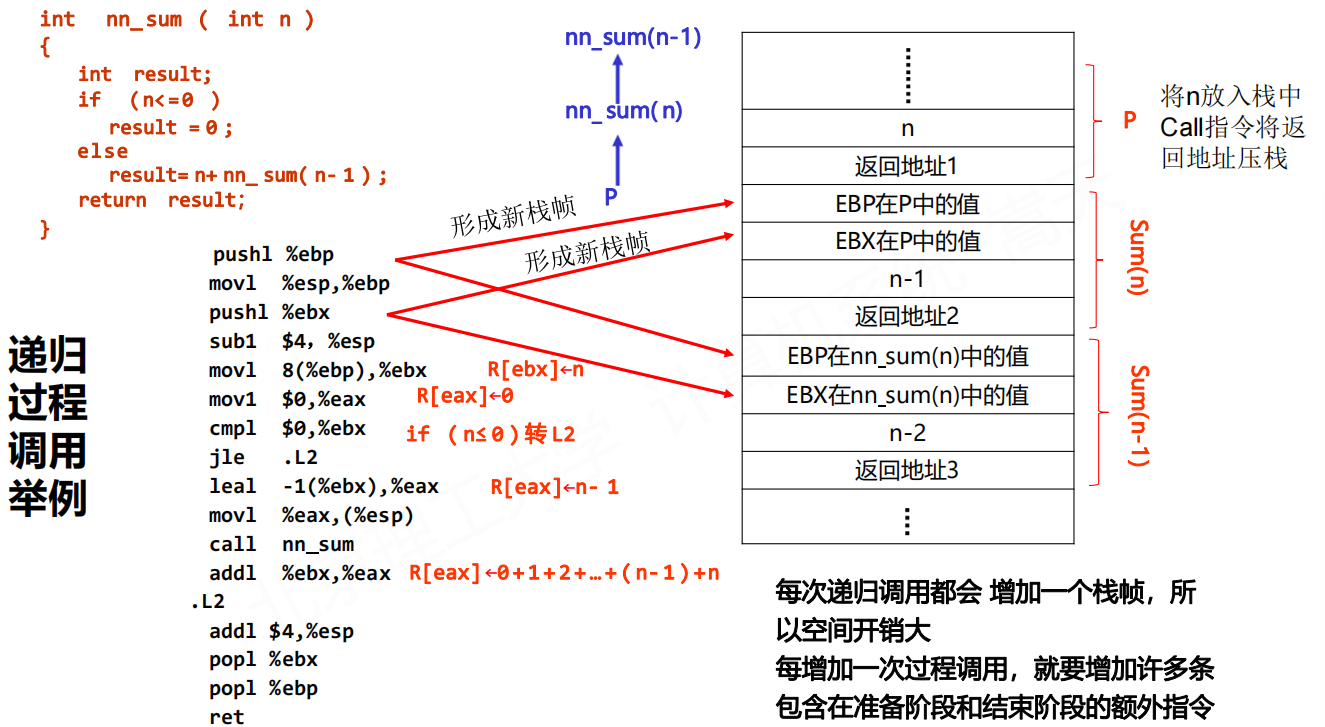 int nn_sum ( int n )
{
int result;
if (n<=0 )
result =0;
else
result=n+nn_sum(n-1);
return result;
}
nn_sum(n-1)
nn_sum(n)
P
形成新栈帧
形成新栈帧
递归
过程
调用
举例
pushl %ebp
movl %esp,%ebp
pushl %ebx
sub1 $4, %esp
movl 8(%ebp),%ebx R[ebx]←n
mov1 $0,%eax R[eax]←0
cmpl $0,%ebx if (n≤0)转L2
jle .L2
leal -1(%ebx),%eax R[eax]←n-1
movl %eax,(%esp)
call nn_sum
addl %ebx,%eax R[eax]←0+1+2+…+(n-1)+n
.L2
addl $4,%esp
popl %ebx
popl %ebp
ret
n
返回地址1
EBP在P中的值
EBX在P中的值
n-1
返回地址2
EBP在nn_sum(n)中的值
EBX在nn_sum(n)中的值
n-2
返回地址3
P
Sum(n)
Sum(n-1)
将n放入栈中
Call指令将返
回地址压栈
每次递归调用都会 增加一个栈帧，所
以空间开销大
每增加一次过程调用，就要增加许多条
包含在准备阶段和结束阶段的额外指令